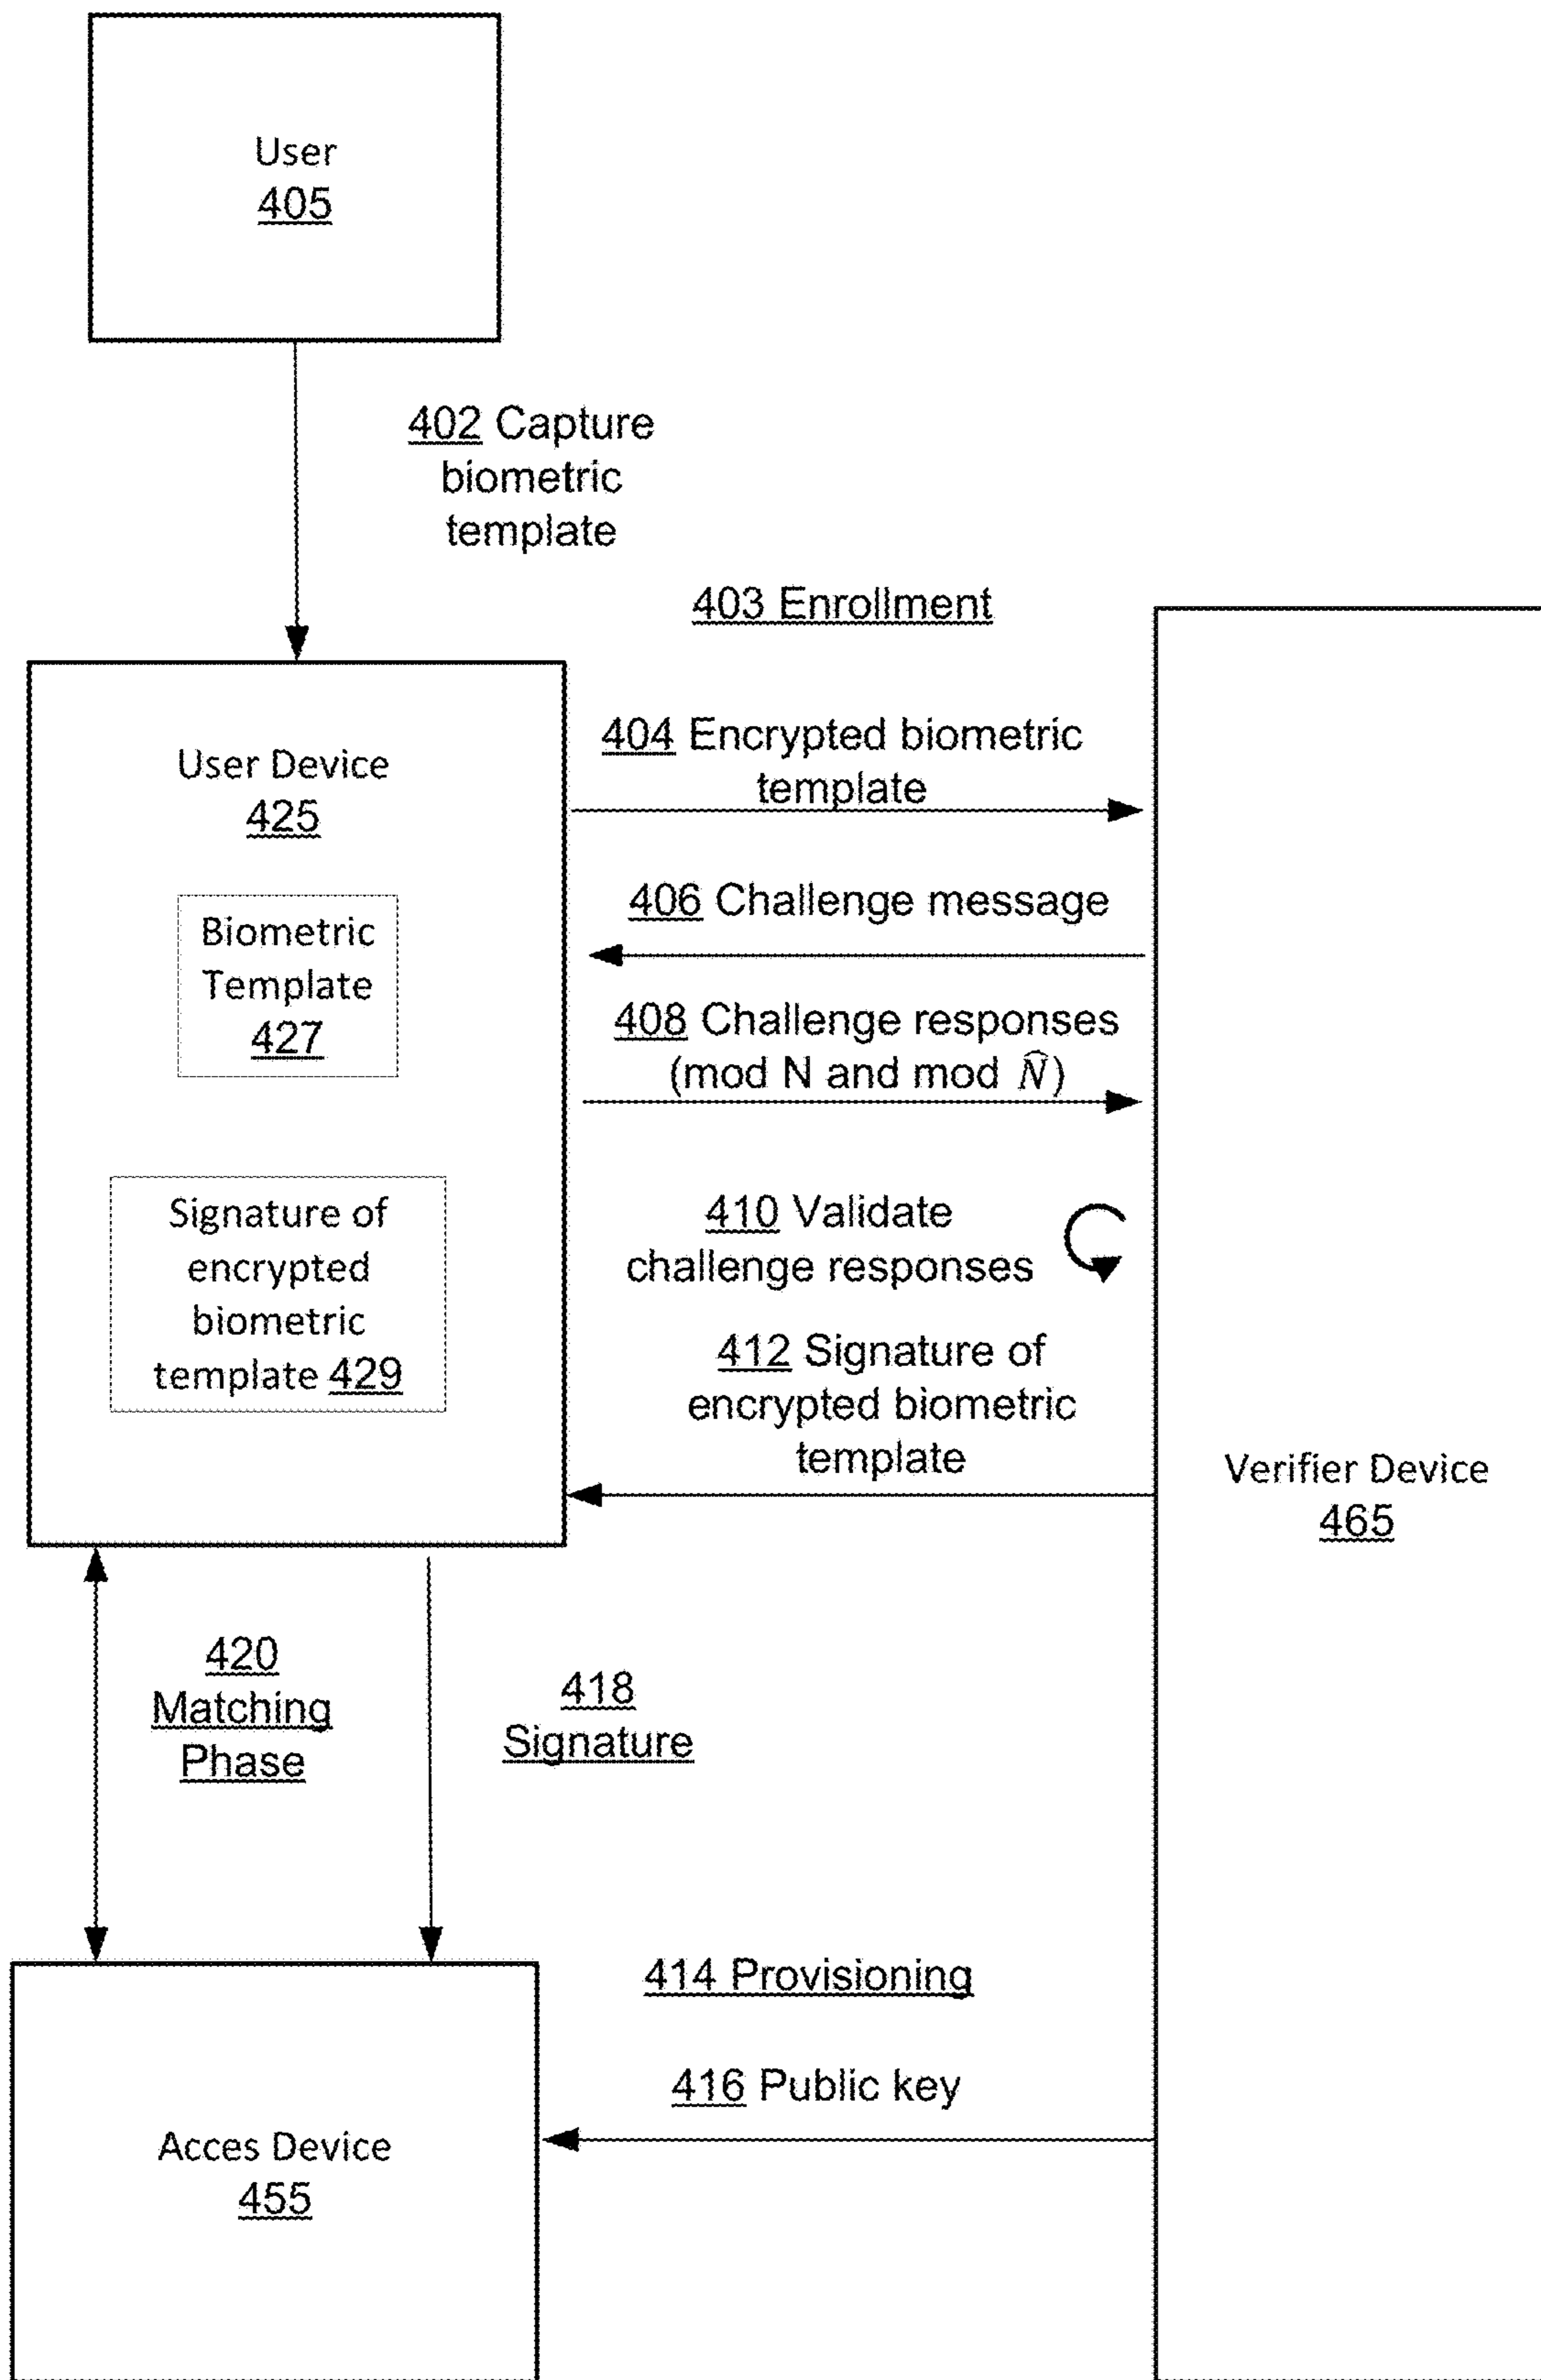 User
405
402 Capture
biometric
template
403 Enrollment
User Device
425
404 Encrypted biometric
template
Biometric
Template
427
406 Challenge message
408 Challenge responses
(mod N and mod N̂)
Signature of
encrypted
biometric
template 429
410 Validate
challenge responses
412 Signature of
encrypted biometric
template
Verifier Device
465
420
Matching
Phase
418
Signature
414 Provisioning
416 Public key
Acces Device
455